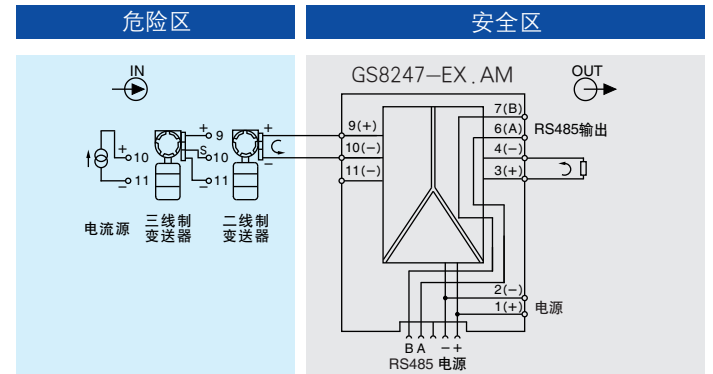 危险区
安全区
IN
GS8247-EX.AM
OUT
7(B)
6(A)
RS485输出
4(-)
3(+)
9(+)
10(-)
11(-)
+
9
S
10
-
11
+
-
+
10
-
11
电流源
三线制
变送器
二线制
变送器
2(-)
1(+)
电源
B A - +
RS485 电源